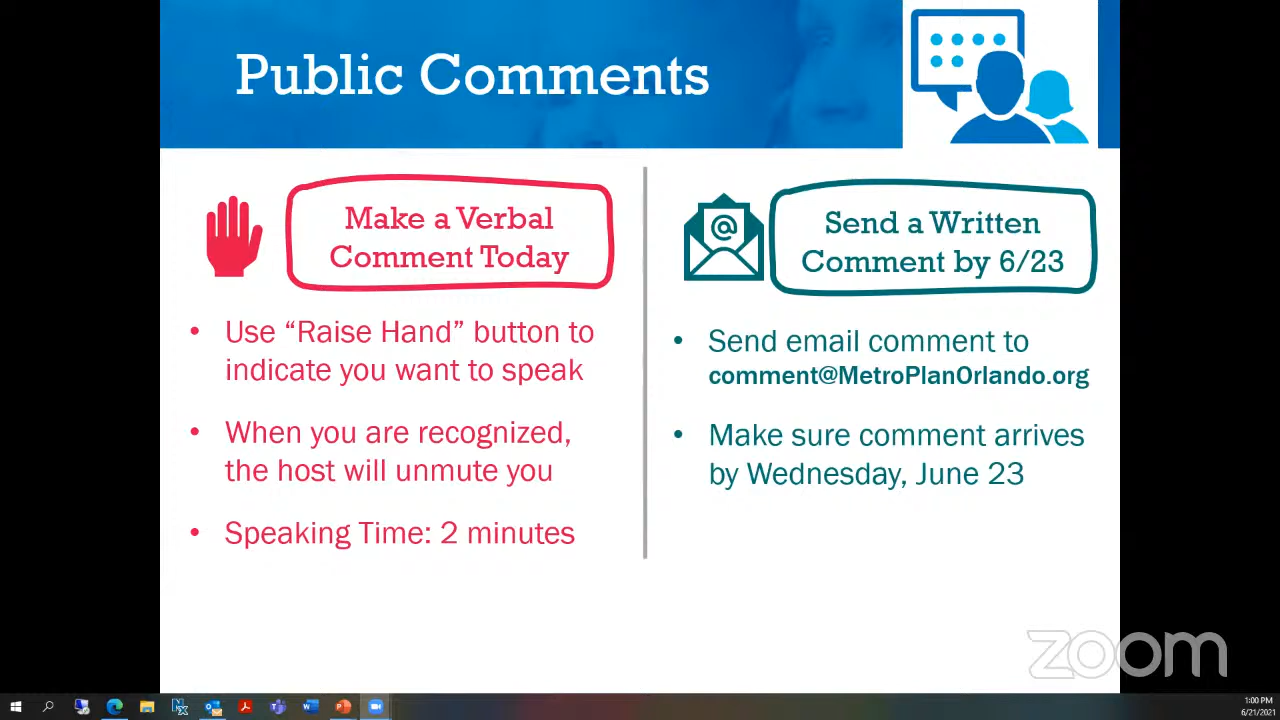 Public Comments
Make a Verbal
Comment Today
• Use “Raise Hand” button to
indicate you want to speak
• When you are recognized,
the host will unmute you
• Speaking Time: 2 minutes
@
Send a Written
Comment by 6/23
• Send email comment to
comment@MetroPlanOrlando.org
• Make sure comment arrives
by Wednesday, June 23
zoom
1:00 PM
6/21/2021